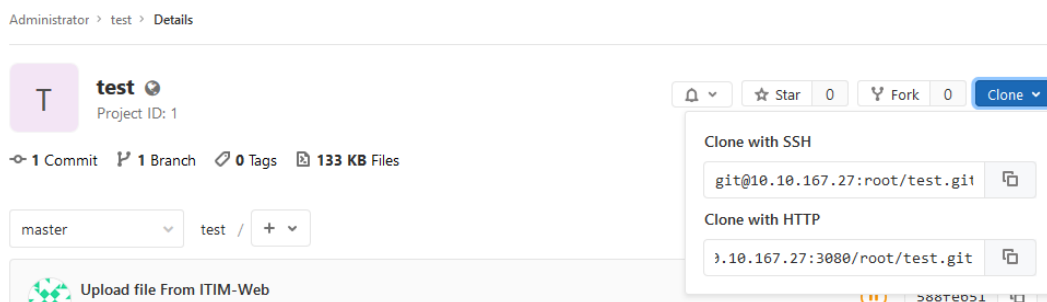 Administrator > test > Details
T
test
Project ID: 1
Star 0
Fork 0
Clone
1 Commit
1 Branch
0 Tags
133 KB Files
Clone with SSH
git@10.10.167.27:root/test.git
Clone with HTTP
.10.167.27:3080/root/test.git
master
test / +
Upload file From ITIM-Web
588fe651